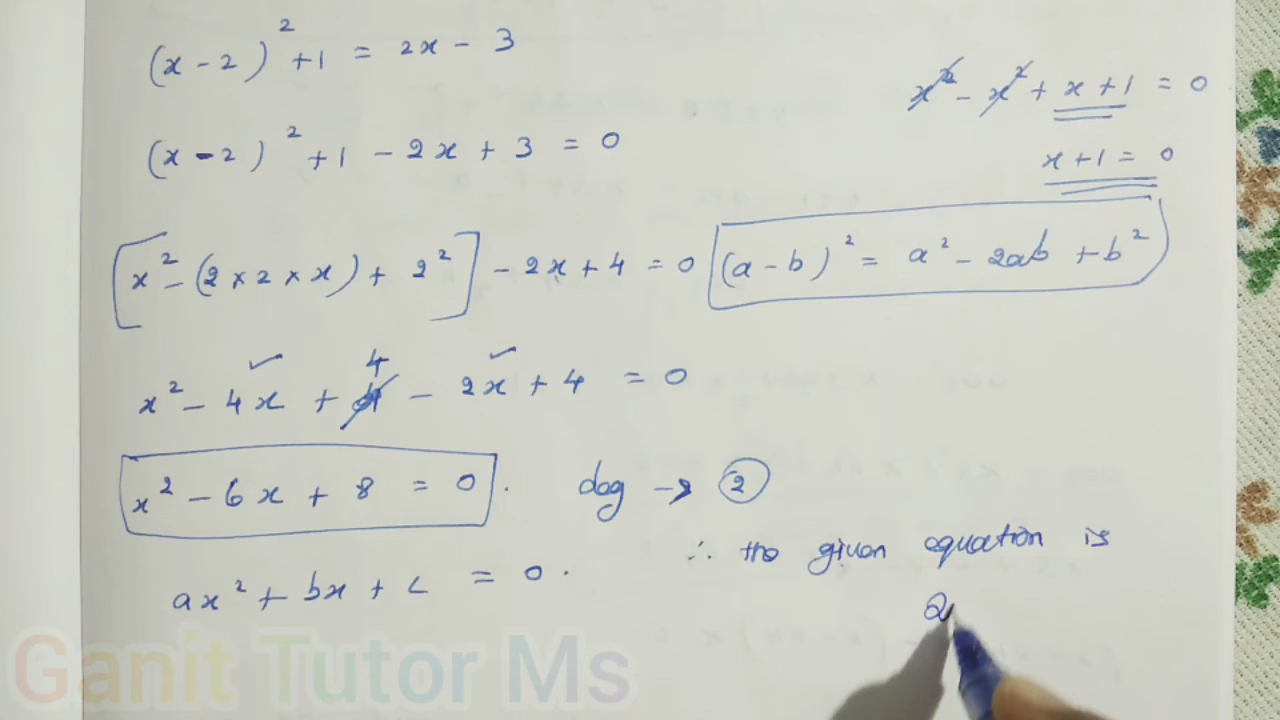 (x - 2)² + 1 = 2x - 3
x² - x² + x + 1 = 0
(x - 2)² + 1 - 2x + 3 = 0
x + 1 = 0
[x² - (2 × 2 × x) + 2²] - 2x + 4 = 0
(a - b)² = a² - 2ab + b²
x² - 4x + 4 - 2x + 4 = 0
x² - 6x + 8 = 0.
deg → 2
∴ the given equation is
Q
ax² + bx + c = 0.
Ganit Tutor Ms